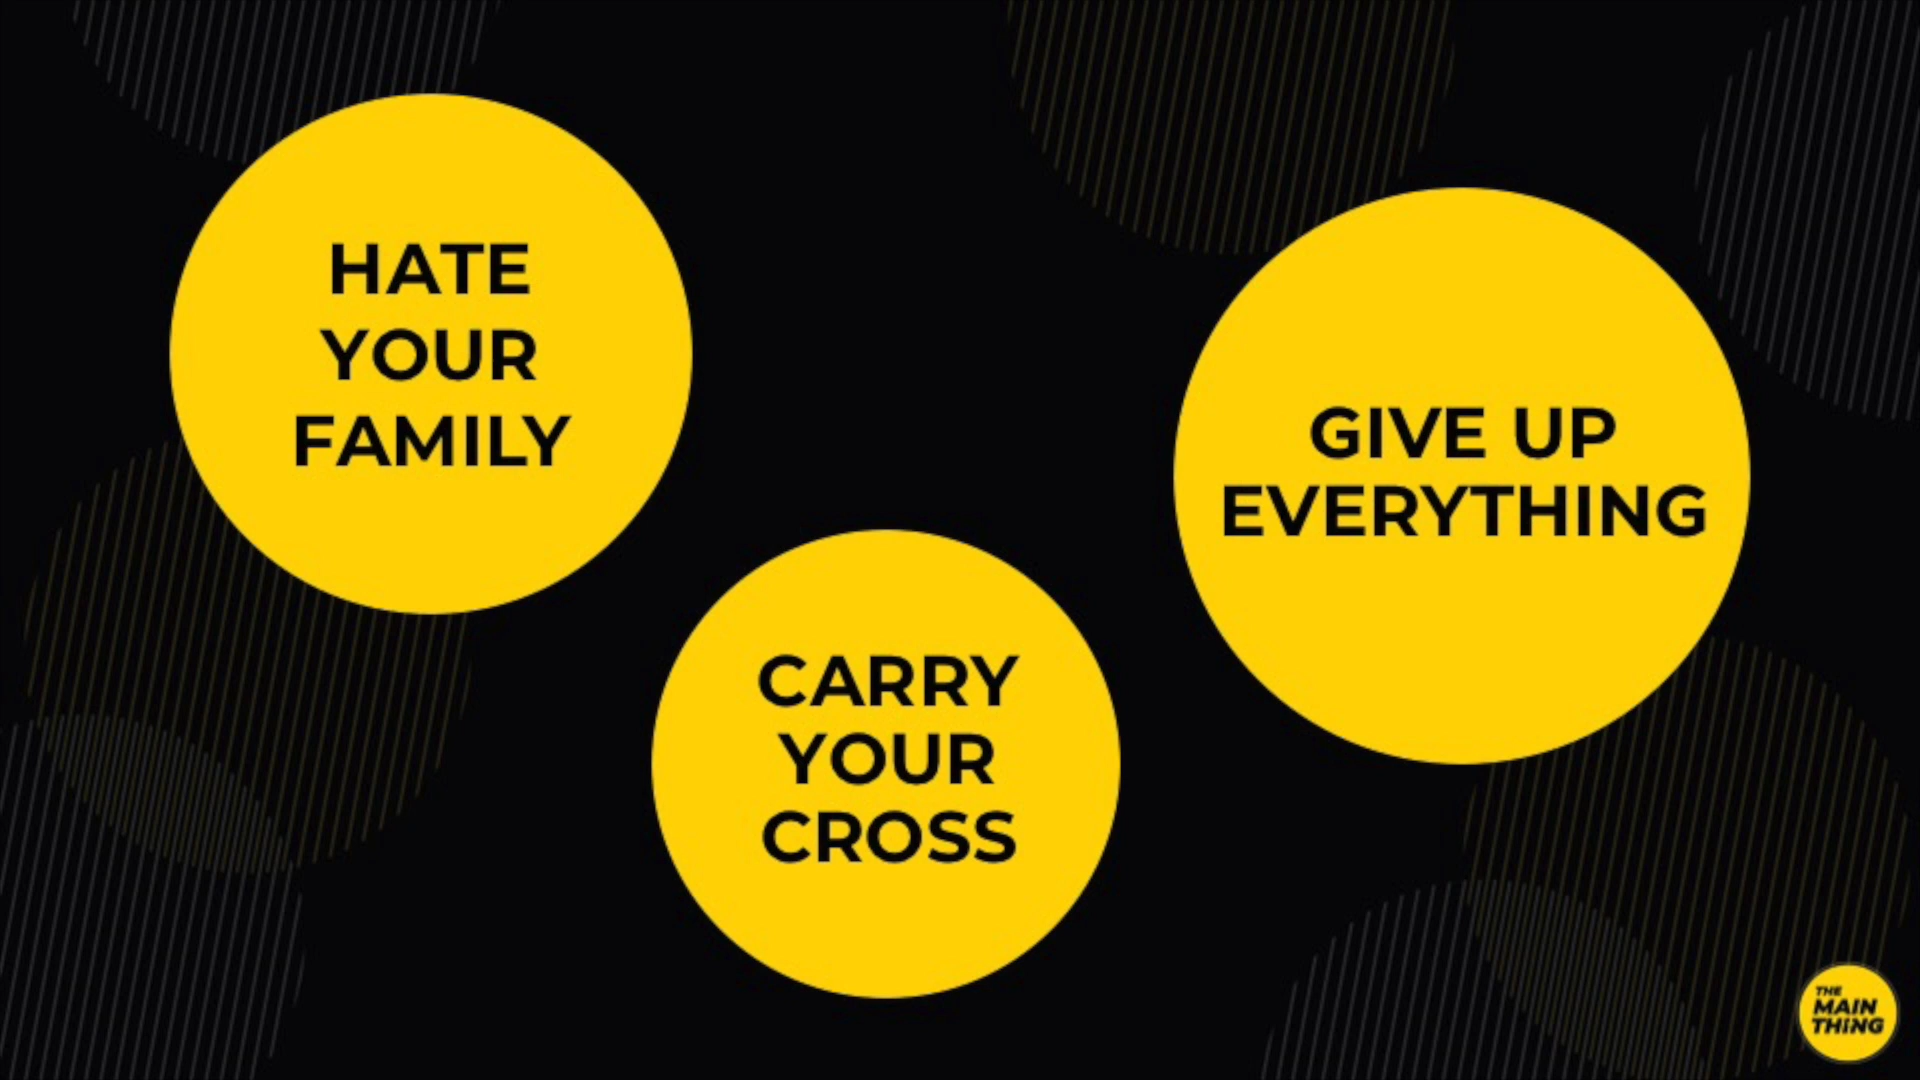 HATE
YOUR
FAMILY
CARRY
YOUR
CROSS
GIVE UP
EVERYTHING
THE
MAIN
THING